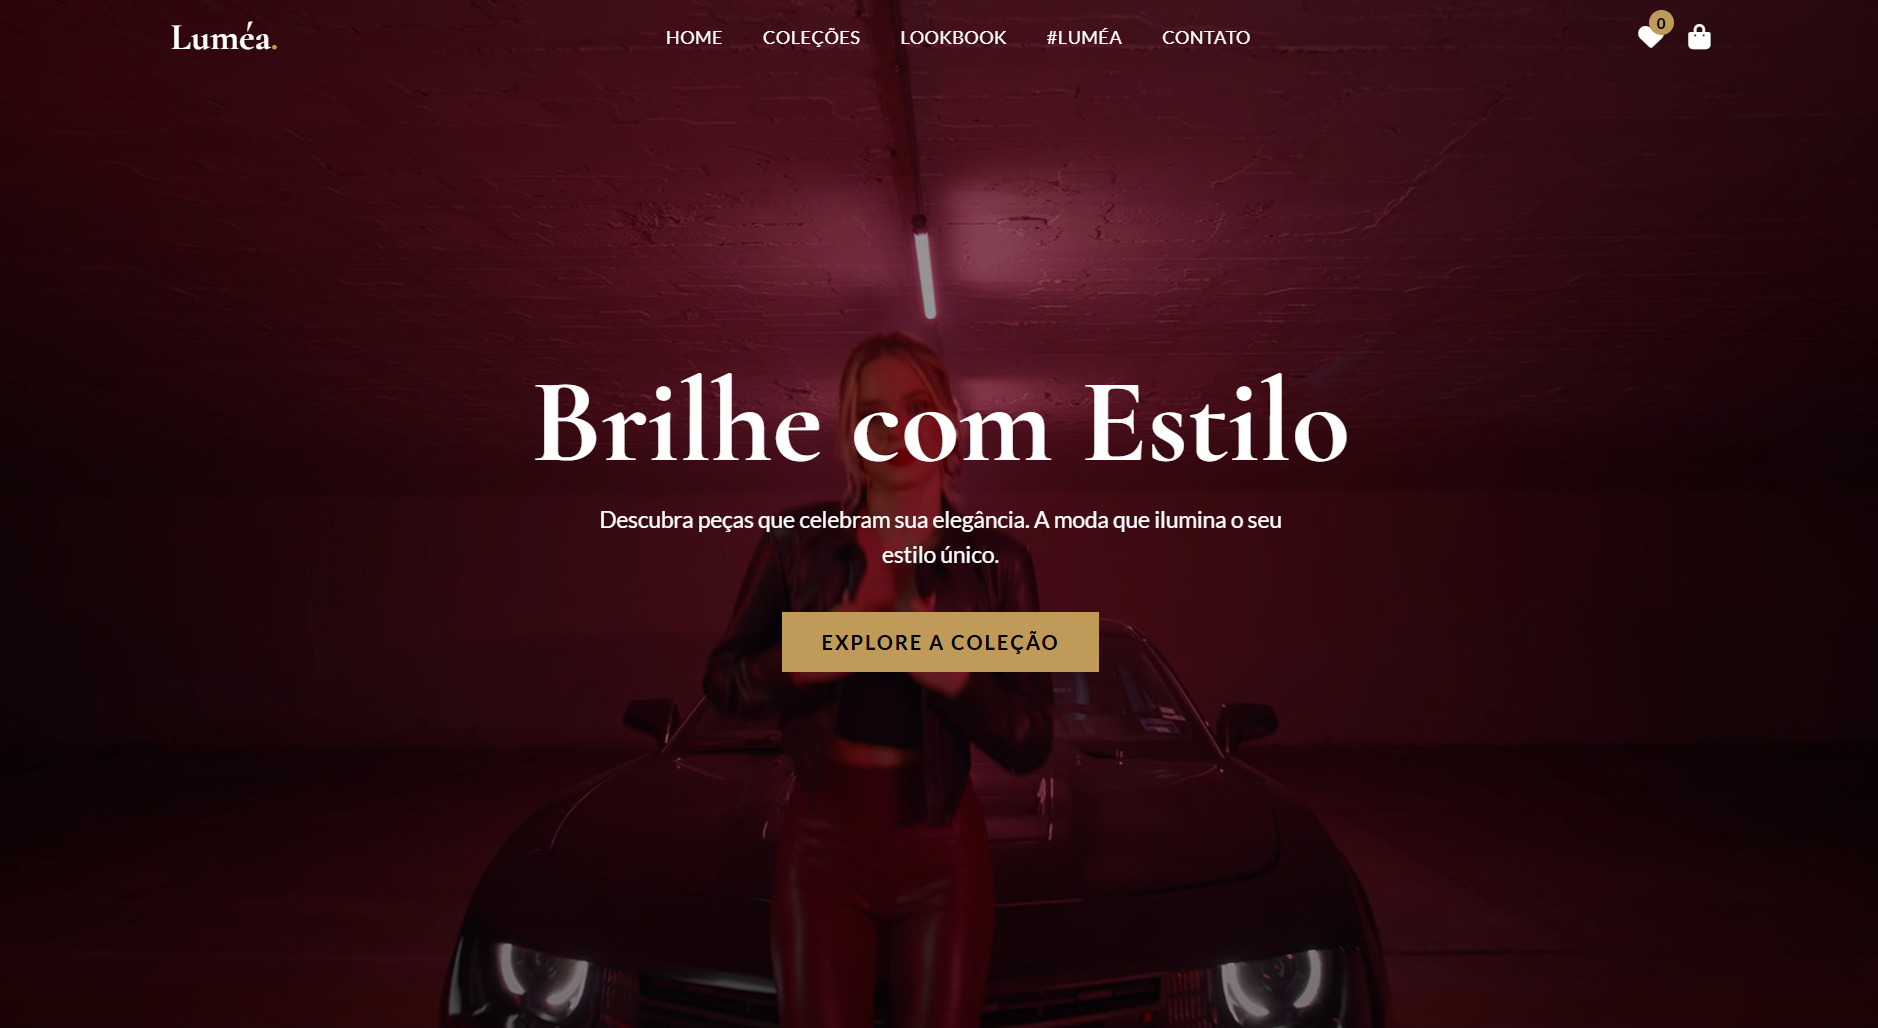 Luméa.
HOME COLEÇÕES LOOKBOOK #LUMÉA CONTATO
0
Brilhe com Estilo
Descubra peças que celebram sua elegância. A moda que ilumina o seu
estilo único.
EXPLORE A COLEÇÃO